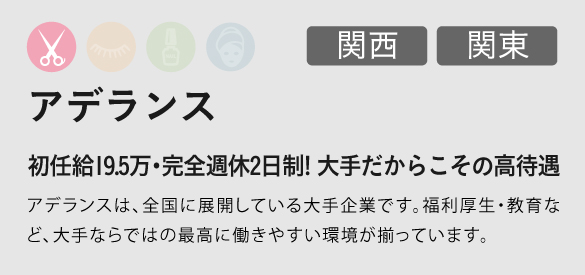 関西 関東
アデランス
初任給19.5万・完全週休2日制! 大手だからこその高待遇
アデランスは、全国に展開している大手企業です。福利厚生・教育な
ど、大手ならではの最高に働きやすい環境が揃っています。